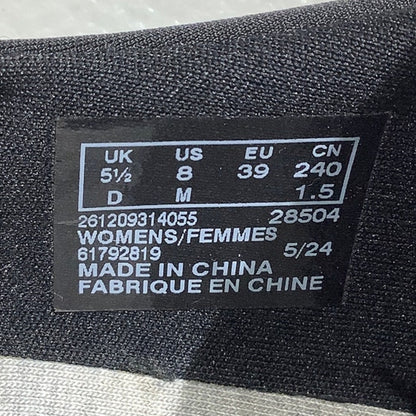 UK US EU CN
5½ 8 39 240
D M 1.5
261209314055 28504
WOMENS/FEMMES
61792819 5/24
MADE IN CHINA
FABRIQUE EN CHINE